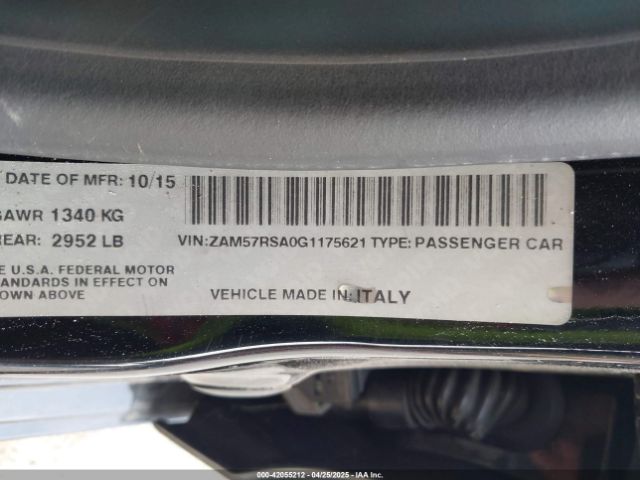 DATE OF MFR: 10/15
GAWR 1340 KG
REAR: 2952 LB
VIN:ZAM57RSA0G1175621 TYPE: PASSENGER CAR
U.S.A. FEDERAL MOTOR
STANDARDS IN EFFECT ON
OWN ABOVE
VEHICLE MADE IN: ITALY
000-42055212 - 04/25/2025 - IAA Inc.